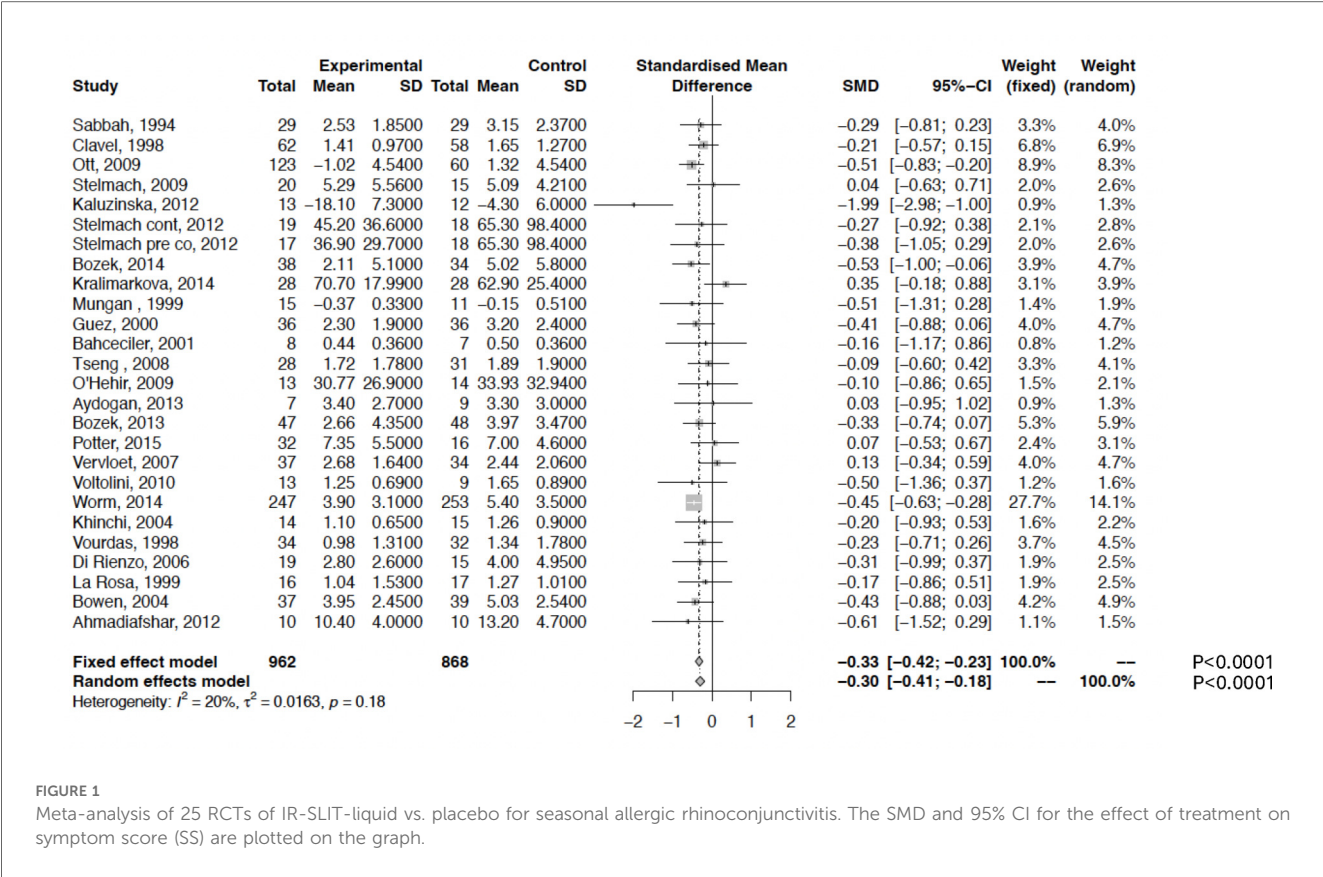 Experimental Control Standardised Mean Weight Weight
Study Total Mean SD Total Mean SD Difference SMD 95%−CI (fixed) (random)
Sabbah, 1994 29 2.53 1.8500 29 3.15 2.3700 −0.29 [−0.81; 0.23] 3.3% 4.0%
Clavel, 1998 62 1.41 0.9700 58 1.65 1.2700 −0.21 [−0.57; 0.15] 6.8% 6.9%
Ott, 2009 123 −1.02 4.5400 60 1.32 4.5400 −0.51 [−0.83; −0.20] 8.9% 8.3%
Stelmach, 2009 20 5.29 5.5600 15 5.09 4.2100 0.04 [−0.63; 0.71] 2.0% 2.6%
Kaluzinska, 2012 13 −18.10 7.3000 12 −4.30 6.0000 −1.99 [−2.98; −1.00] 0.9% 1.3%
Stelmach cont, 2012 19 45.20 36.6000 18 65.30 98.4000 −0.27 [−0.92; 0.38] 2.1% 2.8%
Stelmach pre co, 2012 17 36.90 29.7000 18 65.30 98.4000 −0.38 [−1.05; 0.29] 2.0% 2.6%
Bozek, 2014 38 2.11 5.1000 34 5.02 5.8000 −0.53 [−1.00; −0.06] 3.9% 4.7%
Kralimarkova, 2014 28 70.70 17.9900 28 62.90 25.4000 0.35 [−0.18; 0.88] 3.1% 3.9%
Mungan , 1999 15 −0.37 0.3300 11 −0.15 0.5100 −0.51 [−1.31; 0.28] 1.4% 1.9%
Guez, 2000 36 2.30 1.9000 36 3.20 2.4000 −0.41 [−0.88; 0.06] 4.0% 4.7%
Bahceciler, 2001 8 0.44 0.3600 7 0.50 0.3600 −0.16 [−1.17; 0.86] 0.8% 1.2%
Tseng , 2008 28 1.72 1.7800 31 1.89 1.9000 −0.09 [−0.60; 0.42] 3.3% 4.1%
O'Hehir, 2009 13 30.77 26.9000 14 33.93 32.9400 −0.10 [−0.86; 0.65] 1.5% 2.1%
Aydogan, 2013 7 3.40 2.7000 9 3.30 3.0000 0.03 [−0.95; 1.02] 0.9% 1.3%
Bozek, 2013 47 2.66 4.3500 48 3.97 3.4700 −0.33 [−0.74; 0.07] 5.3% 5.9%
Potter, 2015 32 7.35 5.5000 16 7.00 4.6000 0.07 [−0.53; 0.67] 2.4% 3.1%
Vervloet, 2007 37 2.68 1.6400 34 2.44 2.0600 0.13 [−0.34; 0.59] 4.0% 4.7%
Voltolini, 2010 13 1.25 0.6900 9 1.65 0.8900 −0.50 [−1.36; 0.37] 1.2% 1.6%
Worm, 2014 247 3.90 3.1000 253 5.40 3.5000 −0.45 [−0.63; −0.28] 27.7% 14.1%
Khinchi, 2004 14 1.10 0.6500 15 1.26 0.9000 −0.20 [−0.93; 0.53] 1.6% 2.2%
Vourdas, 1998 34 0.98 1.3100 32 1.34 1.7800 −0.23 [−0.71; 0.26] 3.7% 4.5%
Di Rienzo, 2006 19 2.80 2.6000 15 4.00 4.9500 −0.31 [−0.99; 0.37] 1.9% 2.5%
La Rosa, 1999 16 1.04 1.5300 17 1.27 1.0100 −0.17 [−0.86; 0.51] 1.9% 2.5%
Bowen, 2004 37 3.95 2.4500 39 5.03 2.5400 −0.43 [−0.88; 0.03] 4.2% 4.9%
Ahmadiafshar, 2012 10 10.40 4.0000 10 13.20 4.7000 −0.61 [−1.52; 0.29] 1.1% 1.5%
Fixed effect model 962 868 −0.33 [−0.42; −0.23] 100.0% −− P<0.0001
Random effects model −0.30 [−0.41; −0.18] −− 100.0% P<0.0001
Heterogeneity: I² = 20%, τ² = 0.0163, p = 0.18
−2 −1 0 1 2
FIGURE 1
Meta-analysis of 25 RCTs of IR-SLIT-liquid vs. placebo for seasonal allergic rhinoconjunctivitis. The SMD and 95% CI for the effect of treatment on
symptom score (SS) are plotted on the graph.